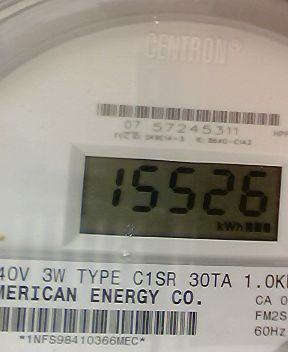 CENTRON®
07 57245311
15526
kWh
40V 3W TYPE C1SR 30TA 1.0K
MERICAN ENERGY CO.
CA 0
FM2S
60Hz
*1NFS98410366MEC*